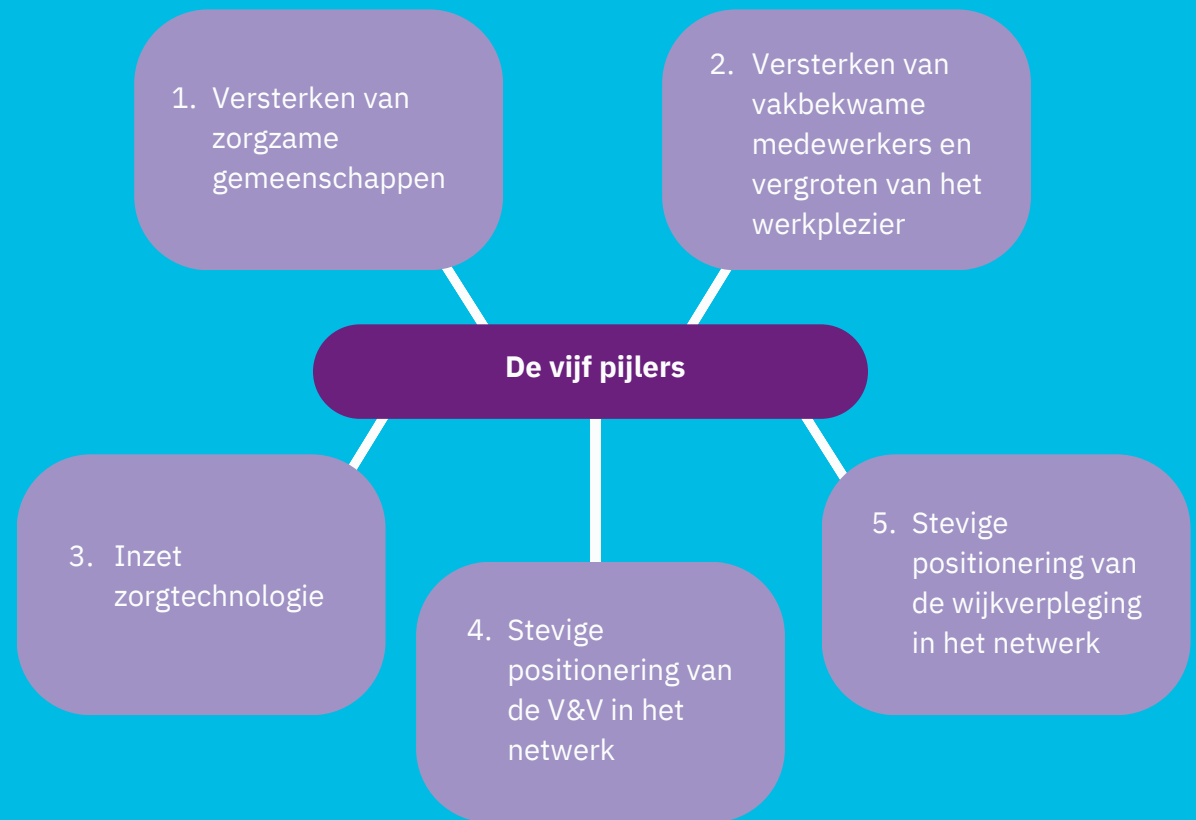 1. Versterken van
zorgzame
gemeenschappen
2. Versterken van
vakbekwame
medewerkers en
vergroten van het
werkplezier
De vijf pijlers
3. Inzet
zorgtechnologie
4. Stevige
positionering van
de V&V in het
netwerk
5. Stevige
positionering van
de wijkverpleging
in het netwerk